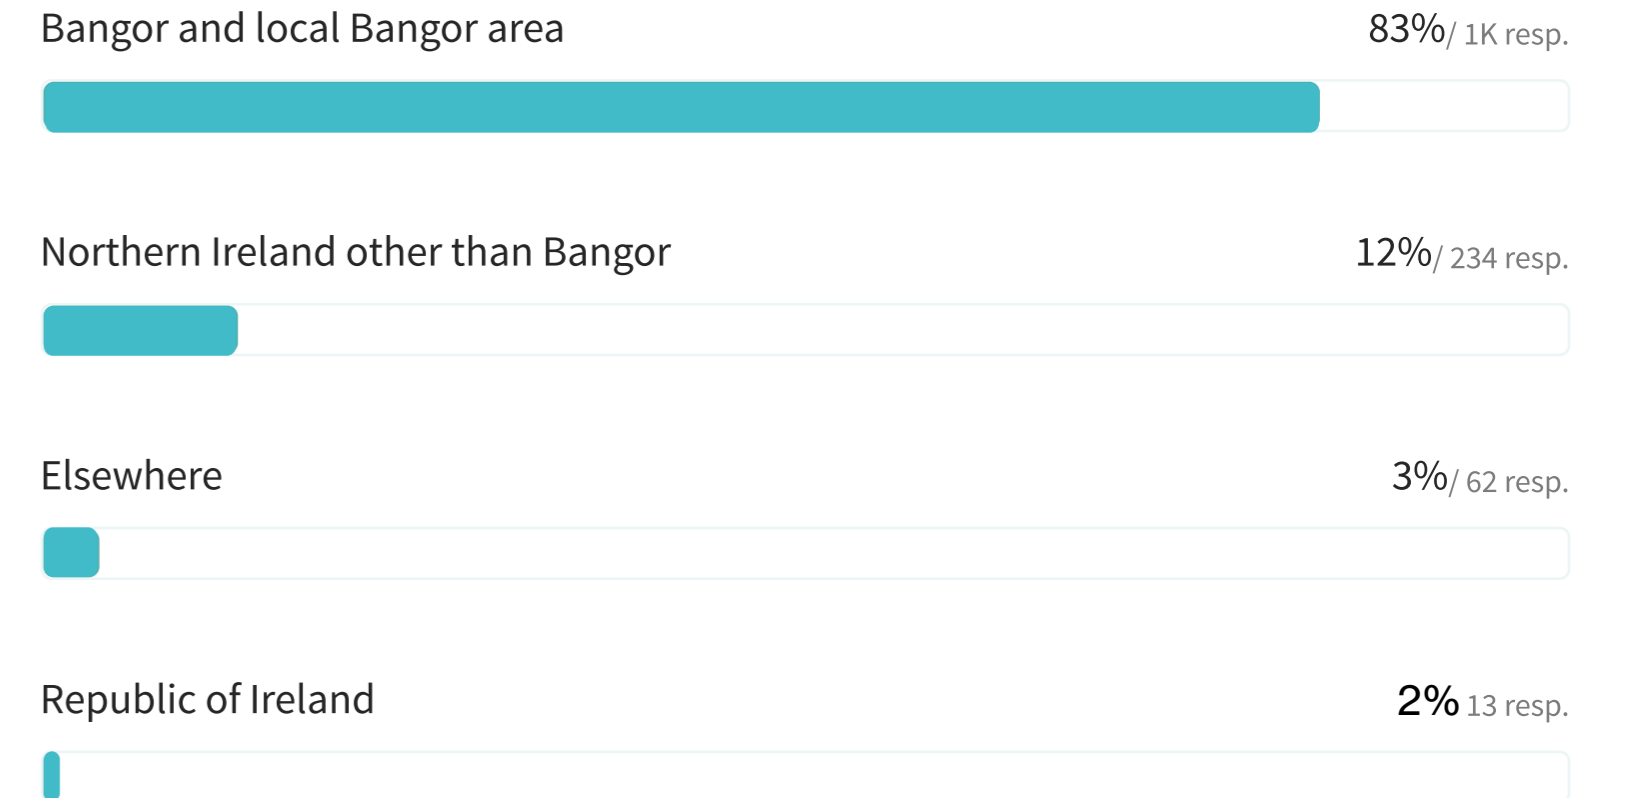 Bangor and local Bangor area 83%/ 1K resp.
Northern Ireland other than Bangor 12%/ 234 resp.
Elsewhere 3%/ 62 resp.
Republic of Ireland 2% 13 resp.